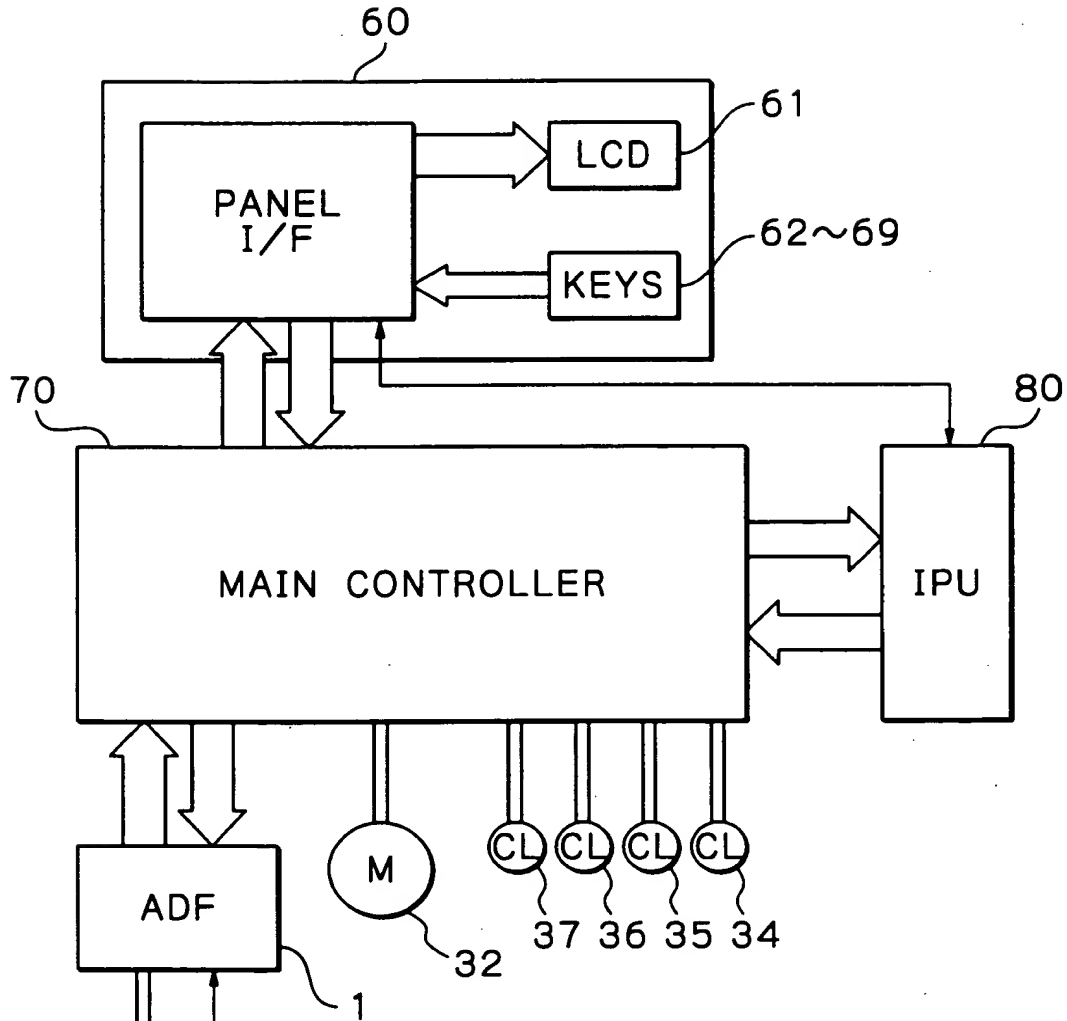 60
61
LCD
PANEL
I/F
62~69
KEYS
70
80
MAIN CONTROLLER
IPU
CL CL CL CL
M
ADF
37 36 35 34
32
1